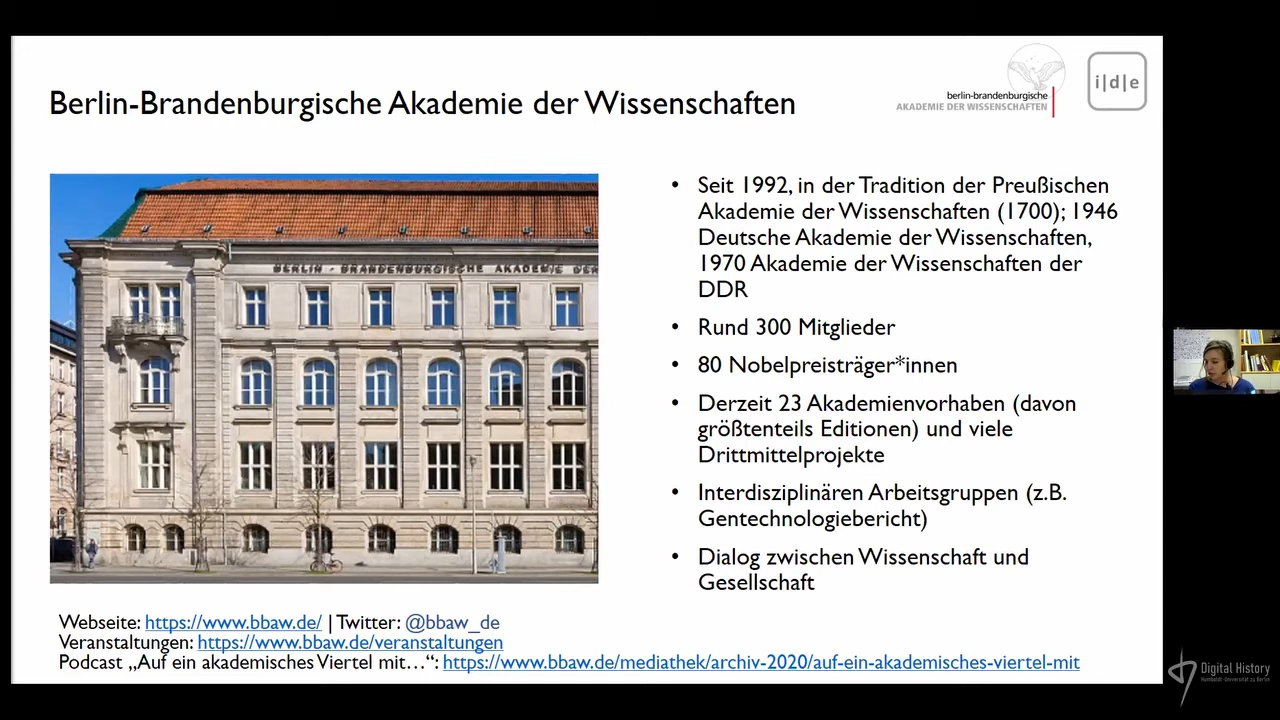 Berlin-Brandenburgische Akademie der Wissenschaften
berlin-brandenburgische
AKADEMIE DER WISSENSCHAFTEN
i|d|e
BERLIN - BRANDENBURGISCHE AKADEMIE DER
• Seit 1992, in der Tradition der Preußischen
Akademie der Wissenschaften (1700); 1946
Deutsche Akademie der Wissenschaften,
1970 Akademie der Wissenschaften der
DDR
• Rund 300 Mitglieder
• 80 Nobelpreisträger*innen
• Derzeit 23 Akademienvorhaben (davon
größtenteils Editionen) und viele
Drittmittelprojekte
• Interdisziplinären Arbeitsgruppen (z.B.
Gentechnologiebericht)
• Dialog zwischen Wissenschaft und
Gesellschaft
Webseite: https://www.bbaw.de/ | Twitter: @bbaw_de
Veranstaltungen: https://www.bbaw.de/veranstaltungen
Podcast „Auf ein akademisches Viertel mit…“: https://www.bbaw.de/mediathek/archiv-2020/auf-ein-akademisches-viertel-mit
Digital History
Humboldt-Universität zu Berlin